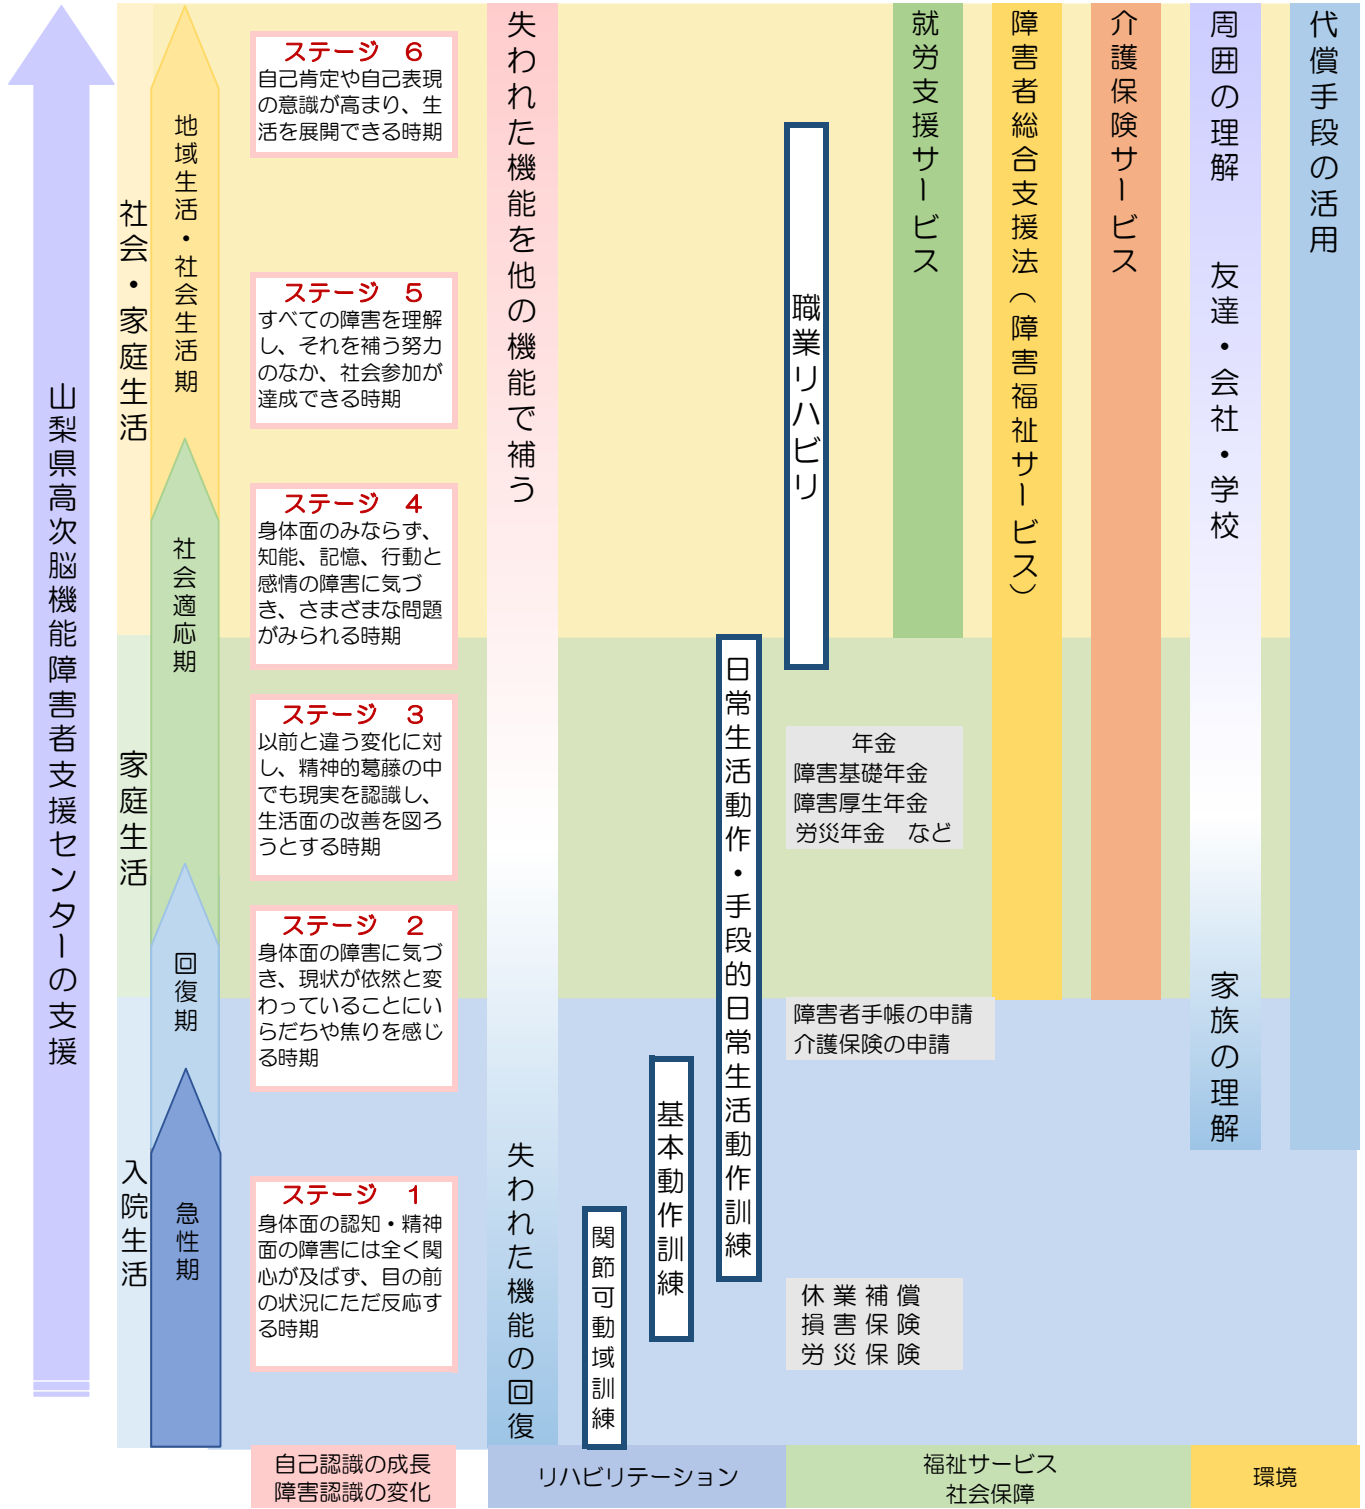 山梨県高次脳機能障害者支援センターの支援
社会・家庭生活
家庭生活
入院生活
地域生活・社会生活期
社会適応期
回復期
急性期
ステージ　6
自己肯定や自己表現
の意識が高まり、生
活を展開できる時期
ステージ　5
すべての障害を理解
し、それを補う努力
のなか、社会参加が
達成できる時期
ステージ　4
身体面のみならず、
知能、記憶、行動と
感情の障害に気づ
き、さまざまな問題
がみられる時期
ステージ　3
以前と違う変化に対
し、精神的葛藤の中
でも現実を認識し、
生活面の改善を図ろ
うとする時期
ステージ　2
身体面の障害に気づ
き、現状が依然と変
わっていることにい
らだちや焦りを感じ
る時期
ステージ　1
身体面の認知・精神
面の障害には全く関
心が及ばず、目の前
の状況にただ反応す
る時期
自己認識の成長
障害認識の変化
失われた機能を他の機能で補う
失われた機能の回復
関節可動域訓練
基本動作訓練
日常生活動作・手段的日常生活動作訓練
職業リハビリ
リハビリテーション
就労支援サービス
障害者総合支援法（障害福祉サービス）
介護保険サービス
年金
障害基礎年金
障害厚生年金
労災年金　など
障害者手帳の申請
介護保険の申請
休業補償
損害保険
労災保険
福祉サービス
社会保障
周囲の理解　友達・会社・学校
家族の理解
代償手段の活用
環境